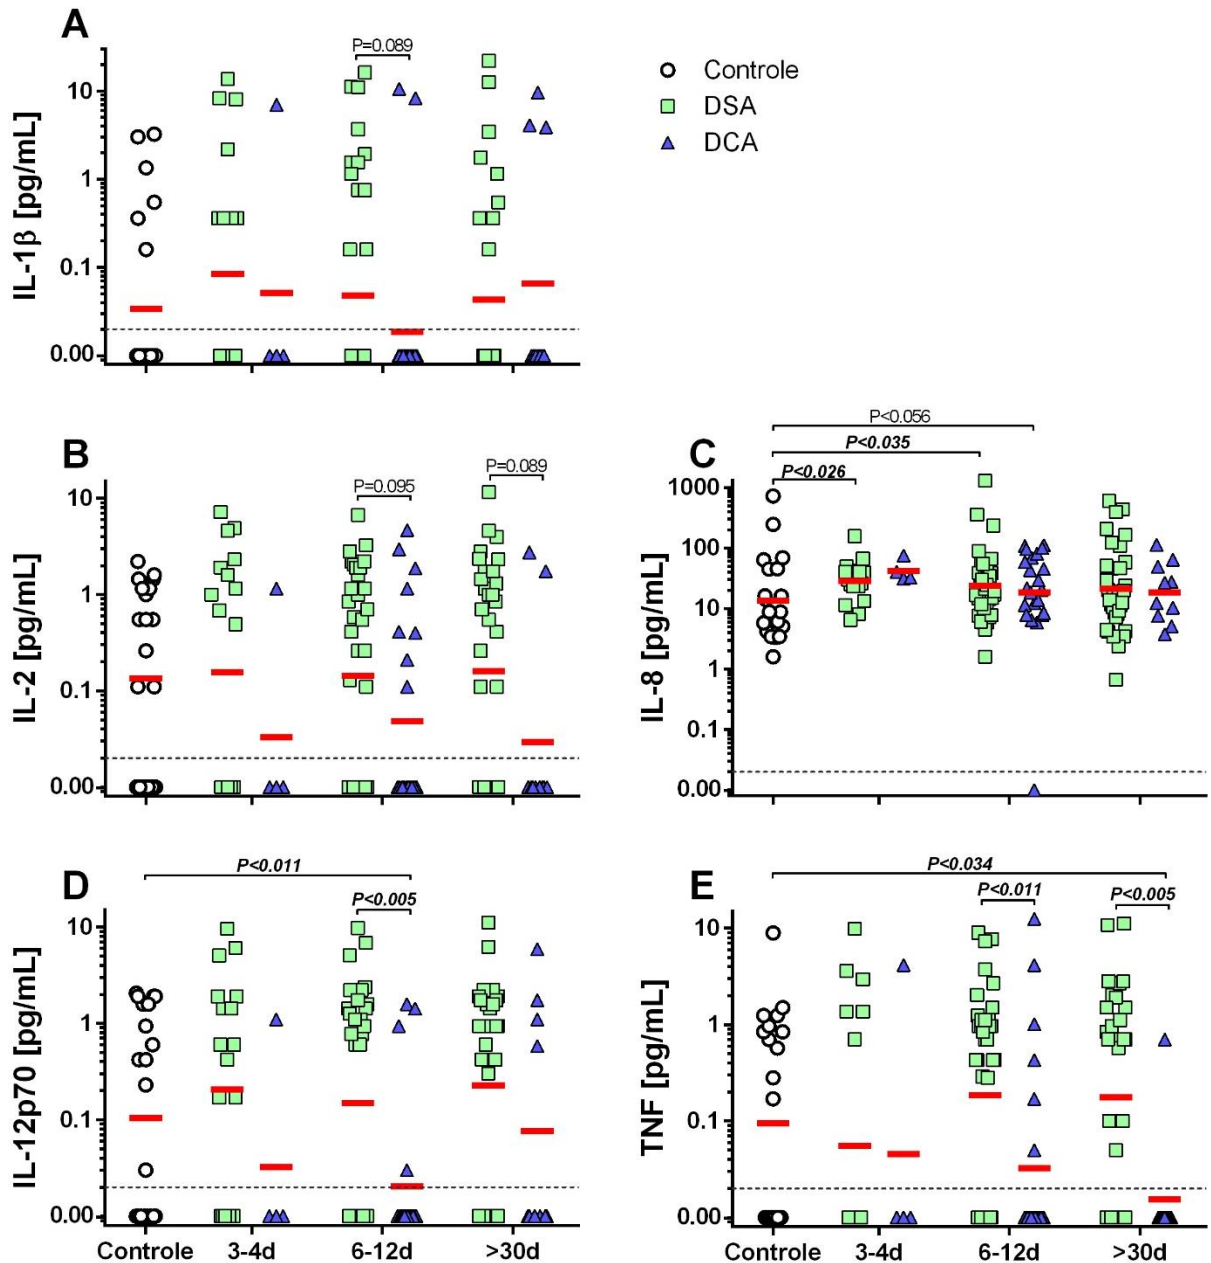 A
P=0.089
Controle
DSA
DCA
IL-1β [pg/mL]
10
1
0.1
0.00
B
P=0.095
P=0.089
IL-2 [pg/mL]
10
1
0.1
0.00
P<0.056
P<0.035
C
P<0.026
IL-8 [pg/mL]
1000
100
10
1
0.1
0.00
D
P<0.011
P<0.005
IL-12p70 [pg/mL]
10
1
0.1
0.00
Controle 3-4d 6-12d >30d
P<0.034
E
P<0.011
P<0.005
TNF [pg/mL]
10
1
0.1
0.00
Controle 3-4d 6-12d >30d